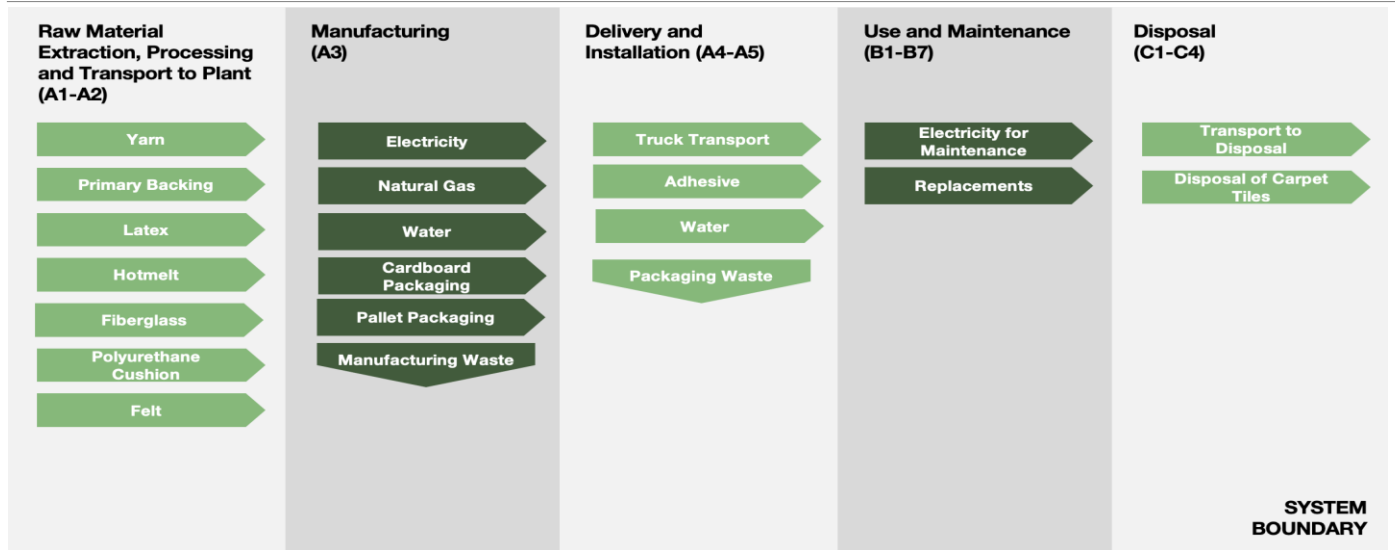 Raw Material
Extraction, Processing
and Transport to Plant
(A1-A2)
Yarn
Primary Backing
Latex
Hotmelt
Fiberglass
Polyurethane
Cushion
Felt
Manufacturing
(A3)
Electricity
Natural Gas
Water
Cardboard
Packaging
Pallet Packaging
Manufacturing Waste
Delivery and
Installation (A4-A5)
Truck Transport
Adhesive
Water
Packaging Waste
Use and Maintenance
(B1-B7)
Electricity for
Maintenance
Replacements
Disposal
(C1-C4)
Transport to
Disposal
Disposal of Carpet
Tiles
SYSTEM
BOUNDARY